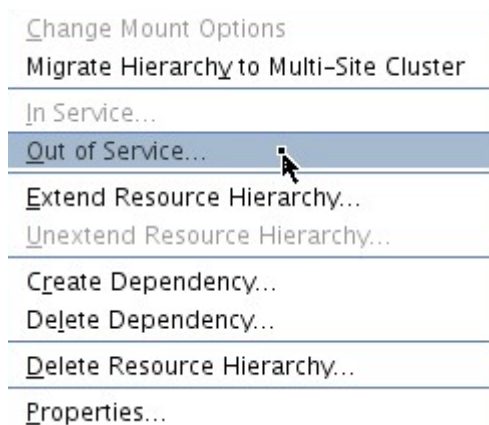 Change Mount Options
Migrate Hierarchy to Multi-Site Cluster
In Service...
Out of Service...
Extend Resource Hierarchy...
Unextend Resource Hierarchy...
Create Dependency...
Delete Dependency...
Delete Resource Hierarchy...
Properties...